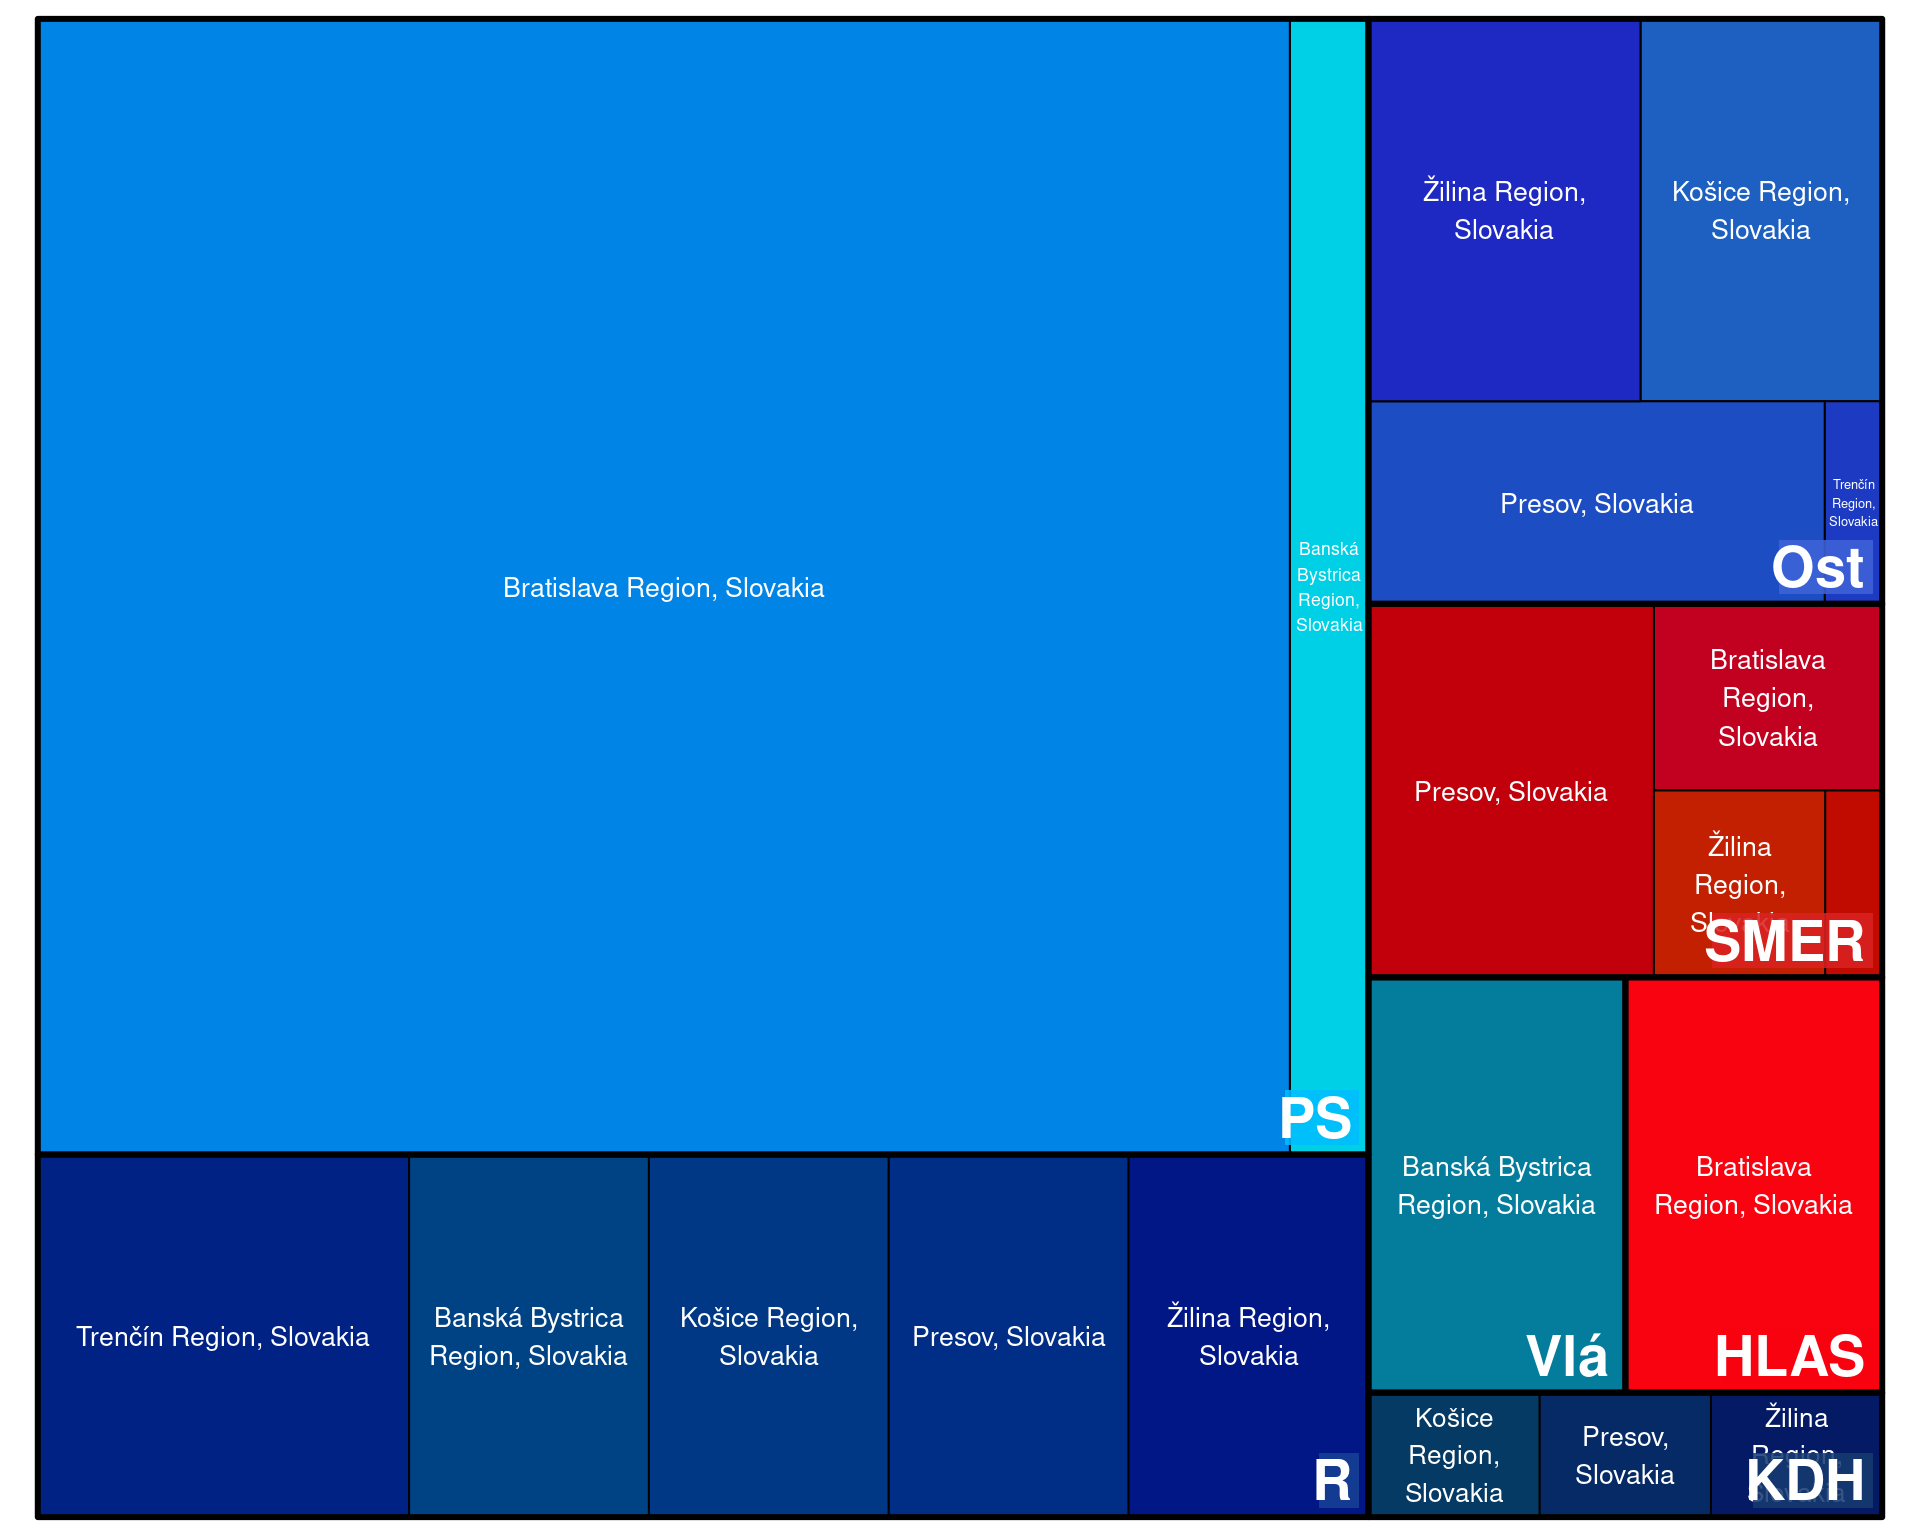 Bratislava Region, Slovakia
Banská
Bystrica
Region,
Slovakia
PS
Trenčín Region, Slovakia
Banská Bystrica
Region, Slovakia
Košice Region,
Slovakia
Presov, Slovakia
Žilina Region,
Slovakia
R
Žilina Region,
Slovakia
Košice Region,
Slovakia
Presov, Slovakia
Trenčín
Region,
Slovakia
Ost
Presov, Slovakia
Bratislava
Region,
Slovakia
Žilina
Region,
Slovakia
SMER
Banská Bystrica
Region, Slovakia
Vlá
Bratislava
Region, Slovakia
HLAS
Košice
Region,
Slovakia
Presov,
Slovakia
Žilina
Region,
Slovakia
KDH